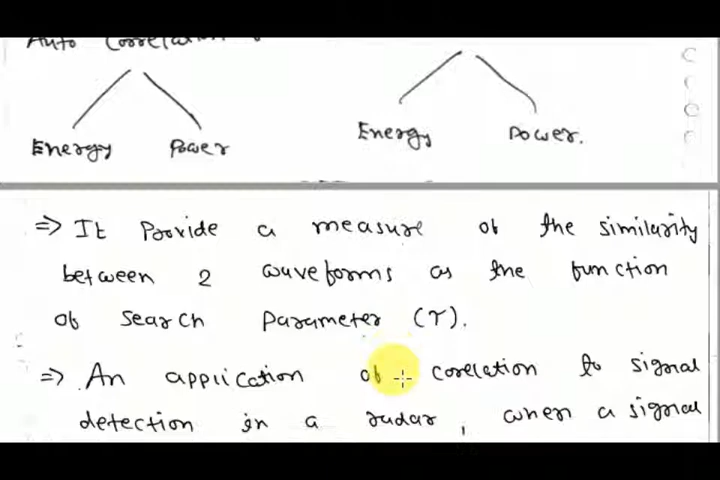 Auto Correlation
Energy Power Energy Power.
=> It Provide a measure of the similarity
between 2 waveforms as the function
of search Parameter (τ).
=> An application of corelation to signal
detection in a radar, when a signal